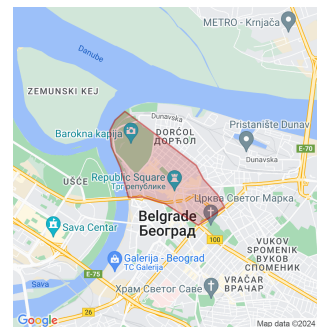 METRO - Krnjača
Danube
ZEMUNSKI KEJ
Dunavska
Barokna kapija
DORĆOL
ДОРЋОЛ
Pristanište Dunav
E-70
Dunavska
UŠĆE
Republic Square
Трг републике
Црква Светог Марка
Sava Centar
Belgrade
Београд
100
VUKOV
SPOMENIK
ВУКОВ
СПОМЕНИК
Galerija - Beograd
TC Galerija
E-75
VRAČAR
ВРАЧАР
Храм Светог Саве
Google
Map data ©2024